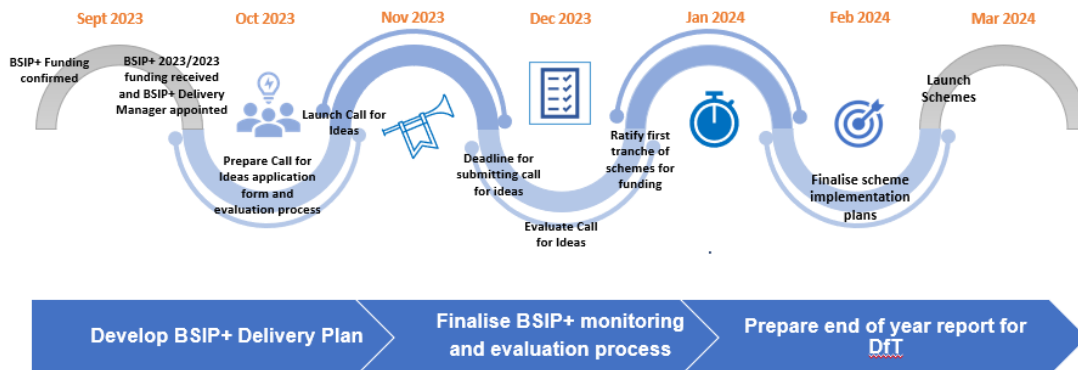 Sept 2023
Oct 2023
Nov 2023
Dec 2023
Jan 2024
Feb 2024
Mar 2024
BSIP+ Funding
confirmed
BSIP+ 2023/2023
funding received
and BSIP+ Delivery
Manager appointed
Prepare Call for
Ideas application
form and
evaluation process
Launch Call for
Ideas
Deadline for
submitting call
for ideas
Evaluate Call
for Ideas
Ratify first
tranche of
schemes for
funding
Finalise scheme
implementation
plans
Launch
Schemes
.
Develop BSIP+ Delivery Plan
Finalise BSIP+ monitoring
and evaluation process
Prepare end of year report for
DfT